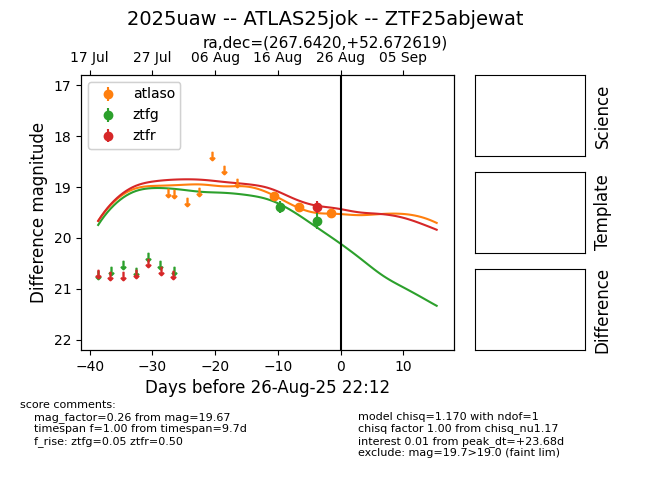 2025uaw -- ATLAS25jok -- ZTF25abjewat
ra,dec=(267.6420,+52.672619)
17 Jul 27 Jul 06 Aug 16 Aug 26 Aug 05 Sep
atlaso
ztfg
ztfr
17
18
19
20
21
22
Difference magnitude
−40 −30 −20 −10 0 10
Days before 26-Aug-25 22:12
Science
Template
Difference
score comments:
mag_factor=0.26 from mag=19.67
timespan f=1.00 from timespan=9.7d
f_rise: ztfg=0.05 ztfr=0.50
model chisq=1.170 with ndof=1
chisq factor 1.00 from chisq_nu1.17
interest 0.01 from peak_dt=+23.68d
exclude: mag=19.7>19.0 (faint lim)